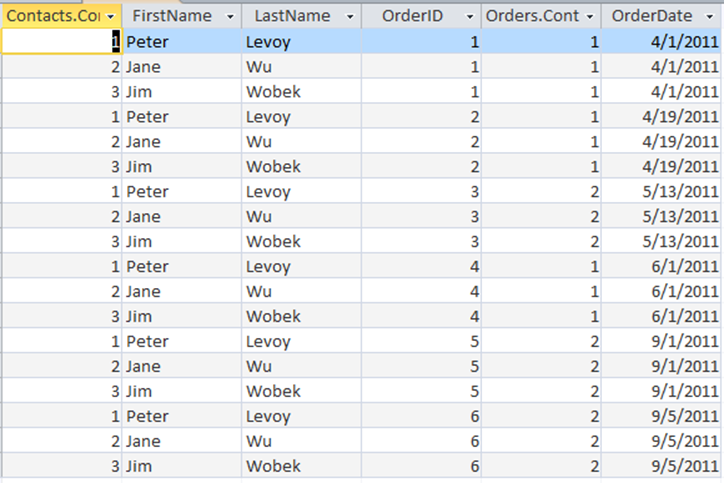 Contacts.Coi FirstName LastName OrderID Orders.Cont OrderDate
1 Peter Levoy 1 1 4/1/2011
2 Jane Wu 1 1 4/1/2011
3 Jim Wobek 1 1 4/1/2011
1 Peter Levoy 2 1 4/19/2011
2 Jane Wu 2 1 4/19/2011
3 Jim Wobek 2 1 4/19/2011
1 Peter Levoy 3 2 5/13/2011
2 Jane Wu 3 2 5/13/2011
3 Jim Wobek 3 2 5/13/2011
1 Peter Levoy 4 1 6/1/2011
2 Jane Wu 4 1 6/1/2011
3 Jim Wobek 4 1 6/1/2011
1 Peter Levoy 5 2 9/1/2011
2 Jane Wu 5 2 9/1/2011
3 Jim Wobek 5 2 9/1/2011
1 Peter Levoy 6 2 9/5/2011
2 Jane Wu 6 2 9/5/2011
3 Jim Wobek 6 2 9/5/2011